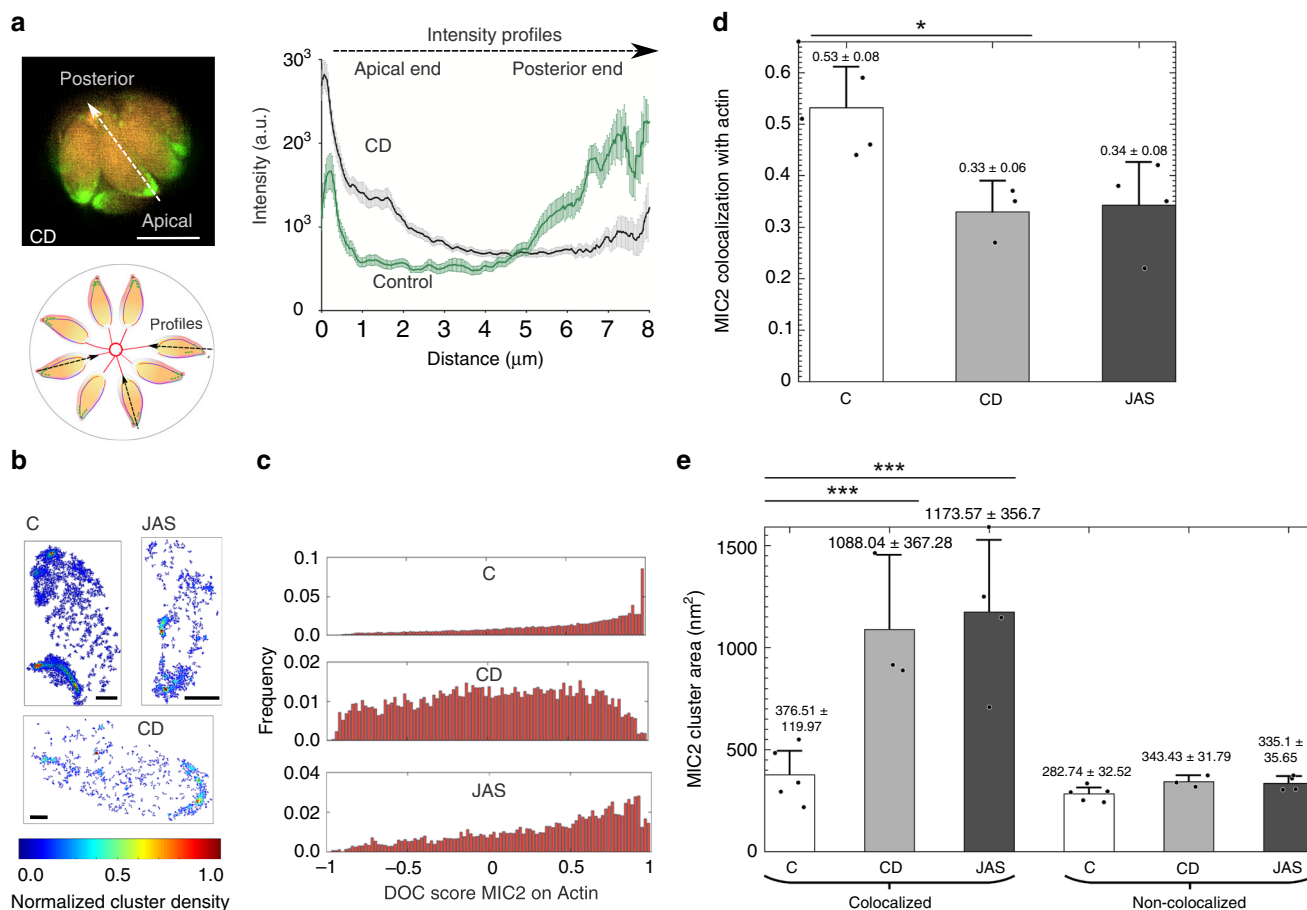 a
Posterior
Apical
CD
Profiles
Intensity profiles
Apical end
Posterior end
Intensity (a.u.)
30³
20³
10³
0
CD
Control
0 1 2 3 4 5 6 7 8
Distance (μm)
b
C
JAS
CD
0.0 0.5 1.0
Normalized cluster density
c
Frequency
0.1
0.05
0.0
C
0.02
0.01
0.0
CD
0.04
0.02
0.0
JAS
−1 −0.5 0 0.5 1
DOC score MIC2 on Actin
d
*
MIC2 colocalization with actin
0.6
0.5
0.4
0.3
0.2
0.1
0
0.53 ± 0.08
0.33 ± 0.06
0.34 ± 0.08
C CD JAS
e
***
***
MIC2 cluster area (nm²)
1500
1000
500
0
376.51 ±
119.97
1088.04 ± 367.28
1173.57 ± 356.7
282.74 ± 32.52
343.43 ± 31.79
335.1 ±
35.65
C CD JAS C CD JAS
Colocalized Non-colocalized